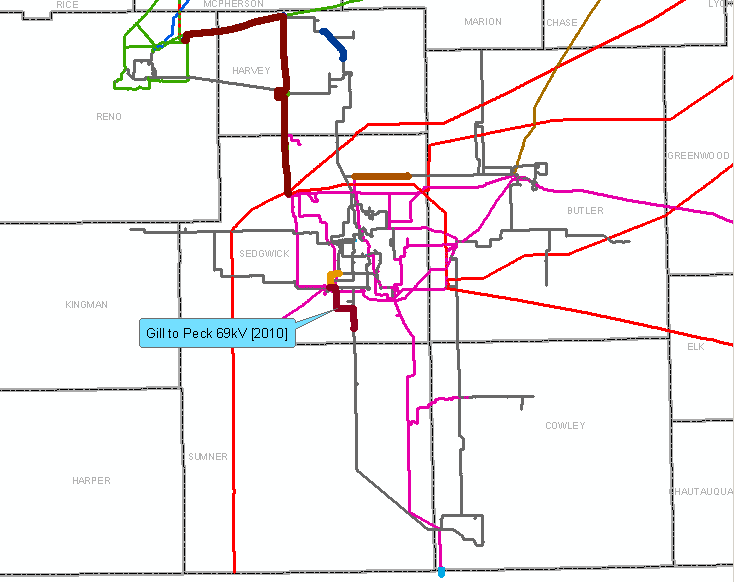 RICE
MCPHERSON
MARION
CHASE
LYON
HARVEY
RENO
GREENWOOD
BUTLER
SEDGWICK
KINGMAN
Gill to Peck 69kV [2010]
ELK
COWLEY
SUMNER
HARPER
CHAUTAUQUA